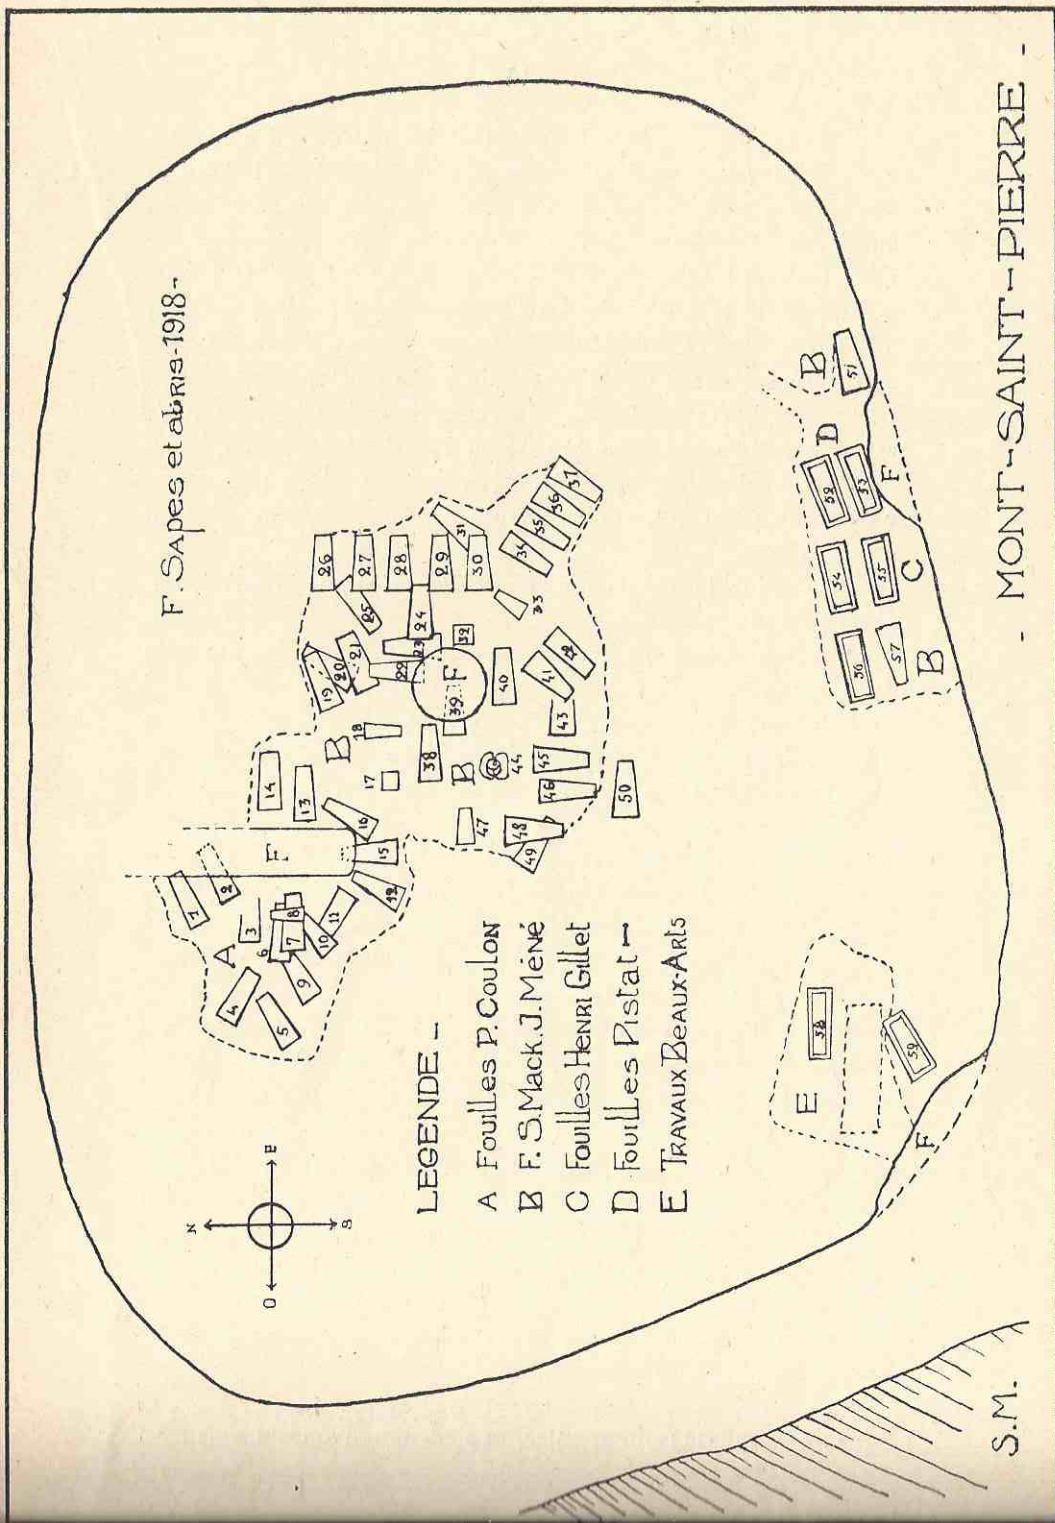 F. Sapes et abris-1918-
N
O E
S
LEGENDE -
A Fouilles P. Coulon
B F. S. Mack. J. Méné
C Fouilles Henri Gillet
D Fouilles Pistat -
E Travaux Beaux-Arts
A
1
2
3
4
5
6
7
8
9
10
11
12
F
13
14
15
16
17
18
B
19
20
21
22
23
24
25
26
27
28
29
30
31
32
33
34
35
36
37
38
39
F
40
41
42
43
B
44
45
46
47
48
49
50
B
51
D
52
53
F
54
55
C
56
57
B
E
58
59
F
S.M.
- MONT-SAINT-PIERRE -